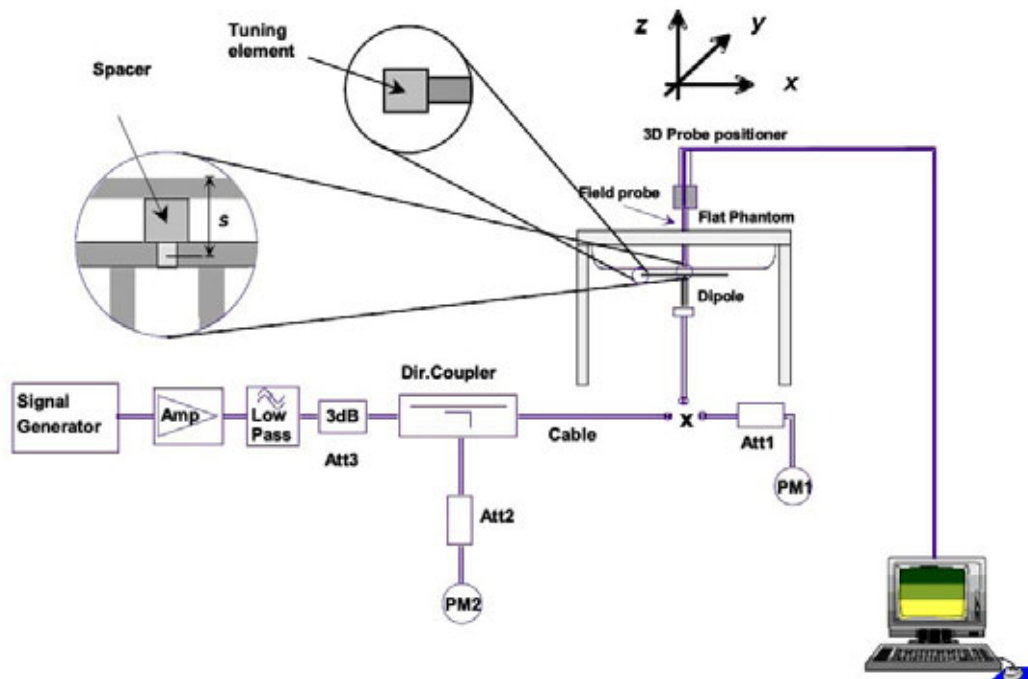 Tuning
element
Spacer
s
z
y
x
3D Probe positioner
Field probe
Flat Phantom
Dipole
Dir.Coupler
Signal
Generator
Amp
Low
Pass
3dB
Att3
Cable
x
Att1
PM1
Att2
PM2